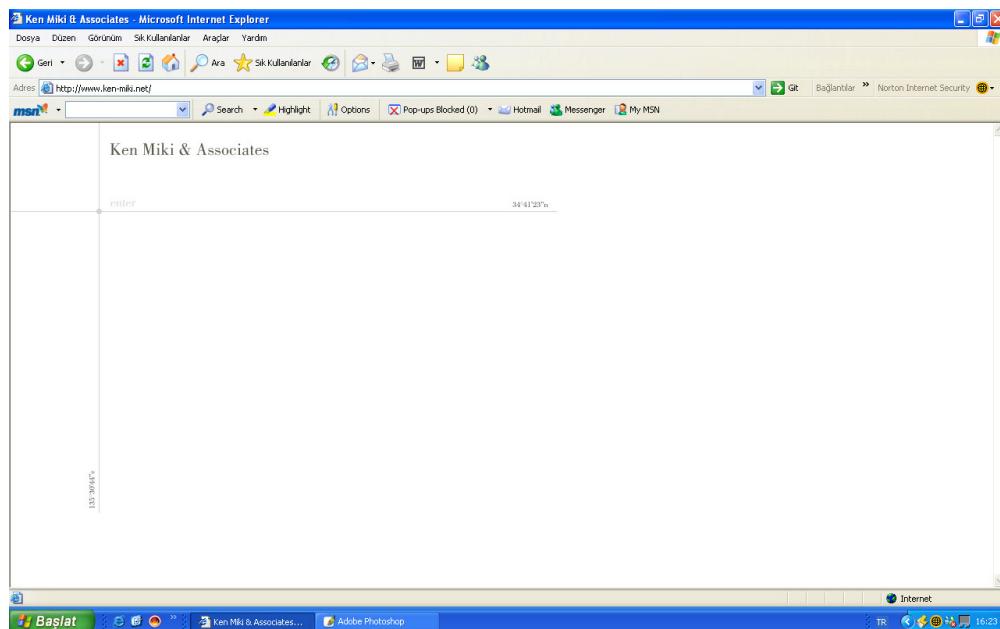 Ken Miki & Associates - Microsoft Internet Explorer
Dosya Düzen Görünüm Sık Kullanılanlar Araçlar Yardım
Geri Ara Sık Kullanılanlar
Adres http://www.ken-miki.net/ Git Bağlantılar » Norton Internet Security
msn Search Highlight Options Pop-ups Blocked (0) Hotmail Messenger My MSN
Ken Miki & Associates
enter 34°41'23"n
135°30'44"e
Internet
Başlat » Ken Miki & Associates... Adobe Photoshop TR 16:23